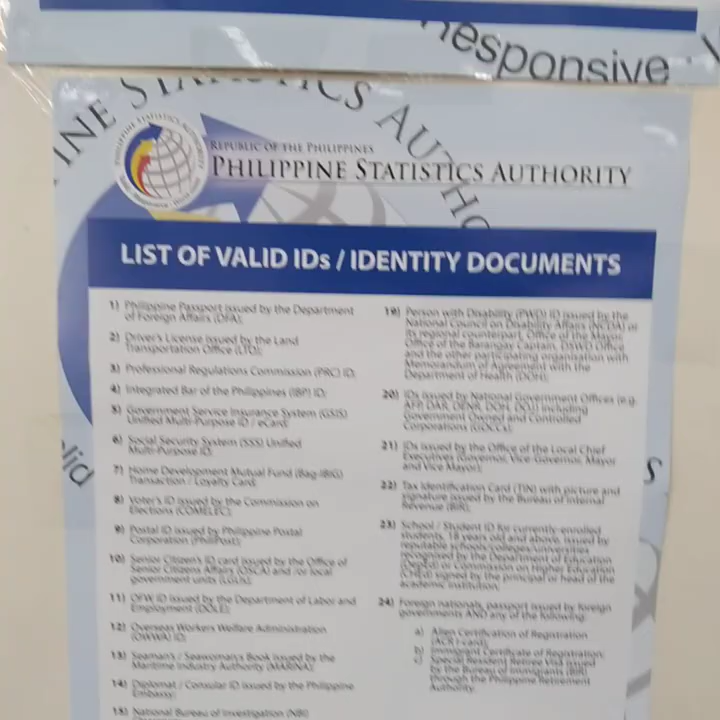 responsive
PHILIPPINE STATISTICS AUTHORITY
REPUBLIC OF THE PHILIPPINES
PHILIPPINE STATISTICS AUTHORITY
LIST OF VALID IDs / IDENTITY DOCUMENTS
1) Philippine Passport issued by the Department
of Foreign Affairs (DFA);
2) Driver's License issued by the Land
Transportation Office (LTO);
3) Professional Regulations Commission (PRC) ID;
4) Integrated Bar of the Philippines (IBP) ID;
5) Government Service Insurance System (GSIS)
Unified Multi-Purpose ID / eCard;
6) Social Security System (SSS) Unified
Multi-Purpose ID;
7) Home Development Mutual Fund (Pag-IBIG)
Transaction / Loyalty Card;
8) Voter's ID issued by the Commission on
Elections (COMELEC);
9) Postal ID issued by Philippine Postal
Corporation (PhilPost);
10) Senior Citizen's ID card issued by the Office of
Senior Citizens Affairs (OSCA) and /or local
government units (LGUs);
11) OFW ID issued by the Department of Labor and
Employment (DOLE);
12) Overseas Workers Welfare Administration
(OWWA) ID;
13) Seaman's / Seawoman's Book issued by the
Maritime Industry Authority (MARINA);
14) Diplomat / Consular ID issued by the Philippine
Embassy;
15) National Bureau of Investigation (NBI)
19) Person with Disability (PWD) ID issued by the
National Council on Disability Affairs (NCDA) or
its regional counterpart, Office of the Mayor,
Office of the Barangay Captain, DSWD Office
and the other participating organization with
Memorandum of Agreement with the
Department of Health (DOH);
20) IDs issued by National Government Offices (e.g.
AFP, DAR, DENR, DOH, DOJ) including
Government Owned and Controlled
Corporations (GOCCs);
21) IDs issued by the Office of the Local Chief
Executives (Governor, Vice-Governor, Mayor
and Vice Mayor);
22) Tax Identification Card (TIN) with picture and
signature issued by the Bureau of Internal
Revenue (BIR);
23) School / Student ID for currently-enrolled
students, 18 years old and above, issued by
reputable schools/colleges/universities
recognized by the Department of Education
(DepEd) or Commission on Higher Education
(CHEd) signed by the principal or head of the
academic institution;
24) Foreign nationals, passport issued by foreign
governments AND any of the following:
a) Alien Certification of Registration
(ACR I-card);
b) Immigrant Certificate of Registration;
c) Special Resident Retiree Visa issued
by the Bureau of Immigrants (BIR)
through the Philippine Retirement
Authority.